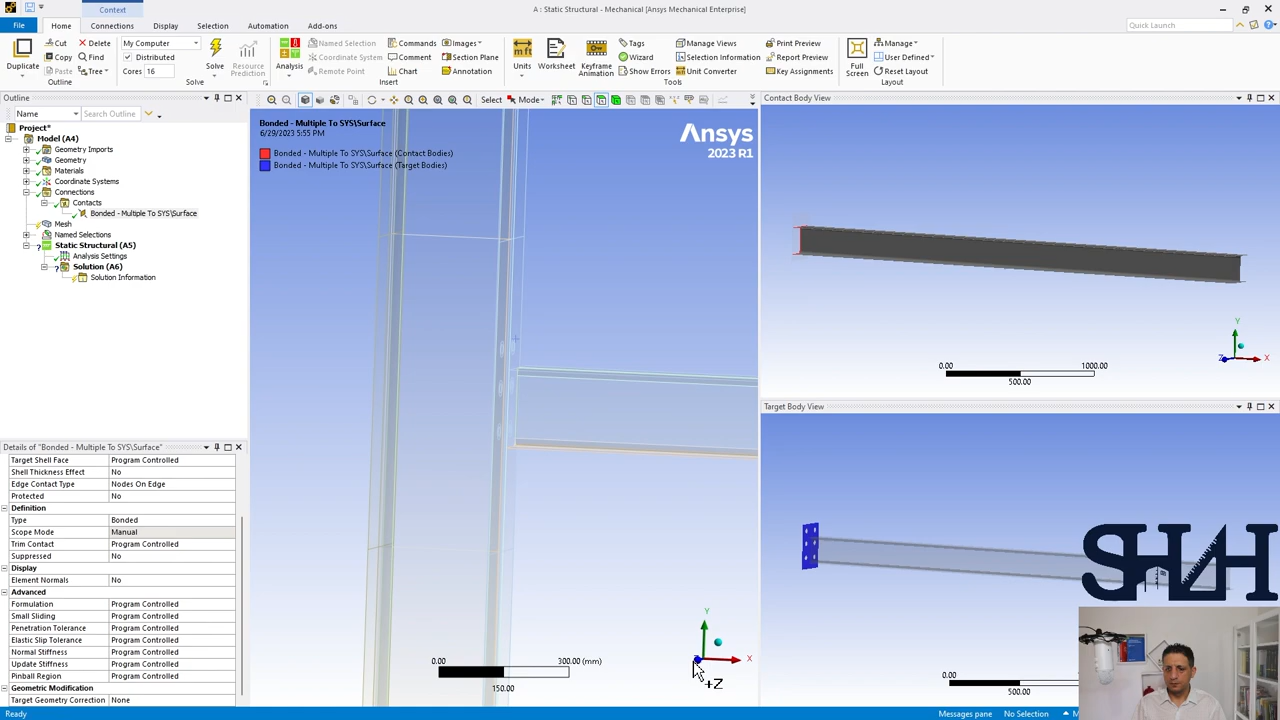 A : Static Structural - Mechanical [Ansys Mechanical Enterprise]
Context
File Home Connections Display Selection Automation Add-ons
Quick Launch
Duplicate
Cut Delete
Copy Find
Paste Tree
Outline
My Computer
Distributed
Cores 16
Solve
Resource Prediction
Solve
Analysis
Named Selection Commands Images
Coordinate System Comment Section Plane
Remote Point Chart Annotation
Insert
Units Worksheet Keyframe Animation
Tags Manage Views Print Preview
Wizard Selection Information Report Preview
Show Errors Unit Converter Key Assignments
Tools
Full Screen
Manage
User Defined
Reset Layout
Layout
Outline
Name Search Outline
Project*
Model (A4)
Geometry Imports
Geometry
Materials
Coordinate Systems
Connections
Contacts
Bonded - Multiple To SYS\Surface
Mesh
Named Selections
Static Structural (A5)
Analysis Settings
Solution (A6)
Solution Information
Details of "Bonded - Multiple To SYS\Surface"
Target Shell Face Program Controlled
Shell Thickness Effect No
Edge Contact Type Nodes On Edge
Protected No
Definition
Type Bonded
Scope Mode Manual
Trim Contact Program Controlled
Suppressed No
Display
Element Normals No
Advanced
Formulation Program Controlled
Small Sliding Program Controlled
Penetration Tolerance Program Controlled
Elastic Slip Tolerance Program Controlled
Normal Stiffness Program Controlled
Update Stiffness Program Controlled
Pinball Region Program Controlled
Geometric Modification
Target Geometry Correction None
Select Mode
Bonded - Multiple To SYS\Surface
6/29/2023 5:55 PM
Bonded - Multiple To SYS\Surface (Contact Bodies)
Bonded - Multiple To SYS\Surface (Target Bodies)
Ansys
2023 R1
0.00 300.00 (mm)
150.00
Y
X
Z
+Z
Contact Body View
0.00 1000.00
500.00
Y
X
Z
Target Body View
0.00
500.00
Ready
Messages pane No Selection